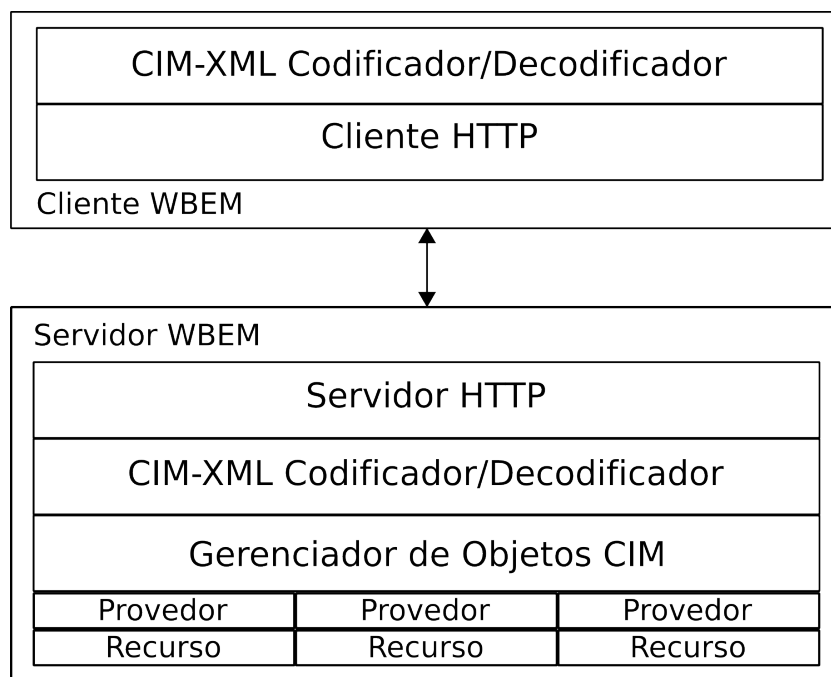 CIM-XML Codificador/Decodificador
Cliente HTTP
Cliente WBEM
Servidor WBEM
Servidor HTTP
CIM-XML Codificador/Decodificador
Gerenciador de Objetos CIM
Provedor Provedor Provedor
Recurso Recurso Recurso